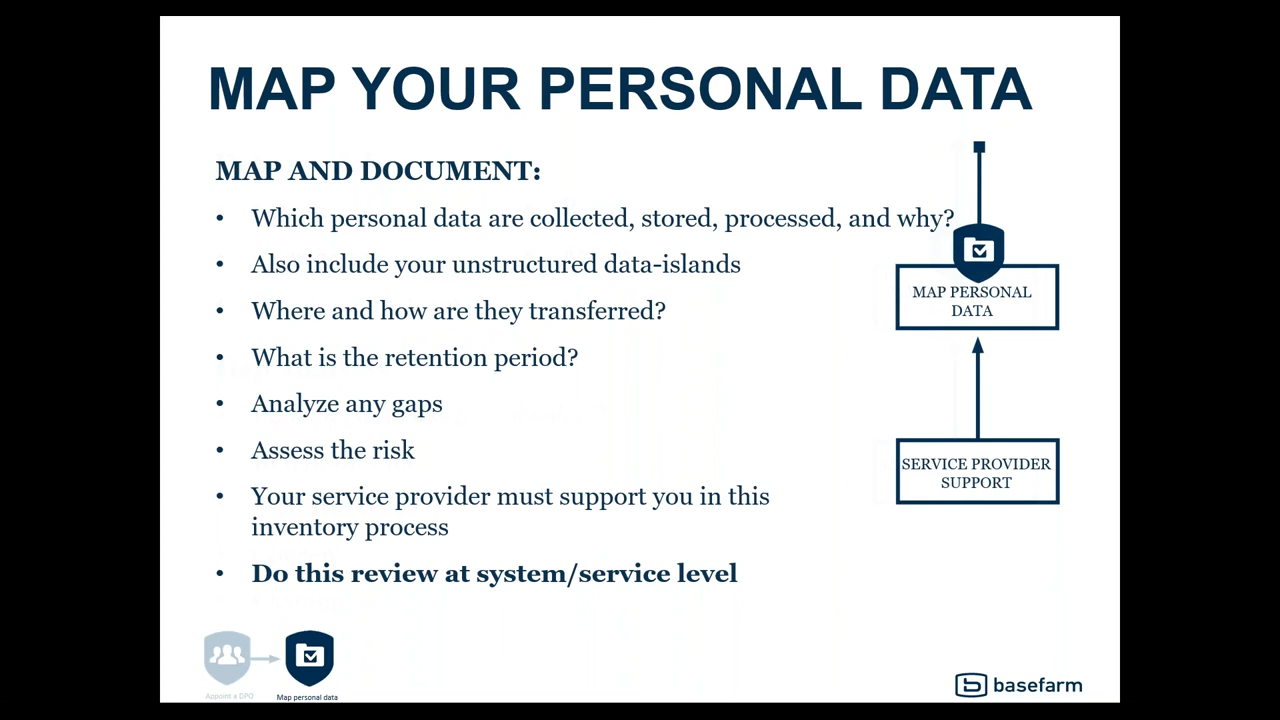 MAP YOUR PERSONAL DATA
MAP AND DOCUMENT:
• Which personal data are collected, stored, processed, and why?
• Also include your unstructured data-islands
• Where and how are they transferred?
• What is the retention period?
• Analyze any gaps
• Assess the risk
• Your service provider must support you in this
inventory process
• Do this review at system/service level
MAP PERSONAL
DATA
SERVICE PROVIDER
SUPPORT
Appoint a DPO
Map personal data
basefarm